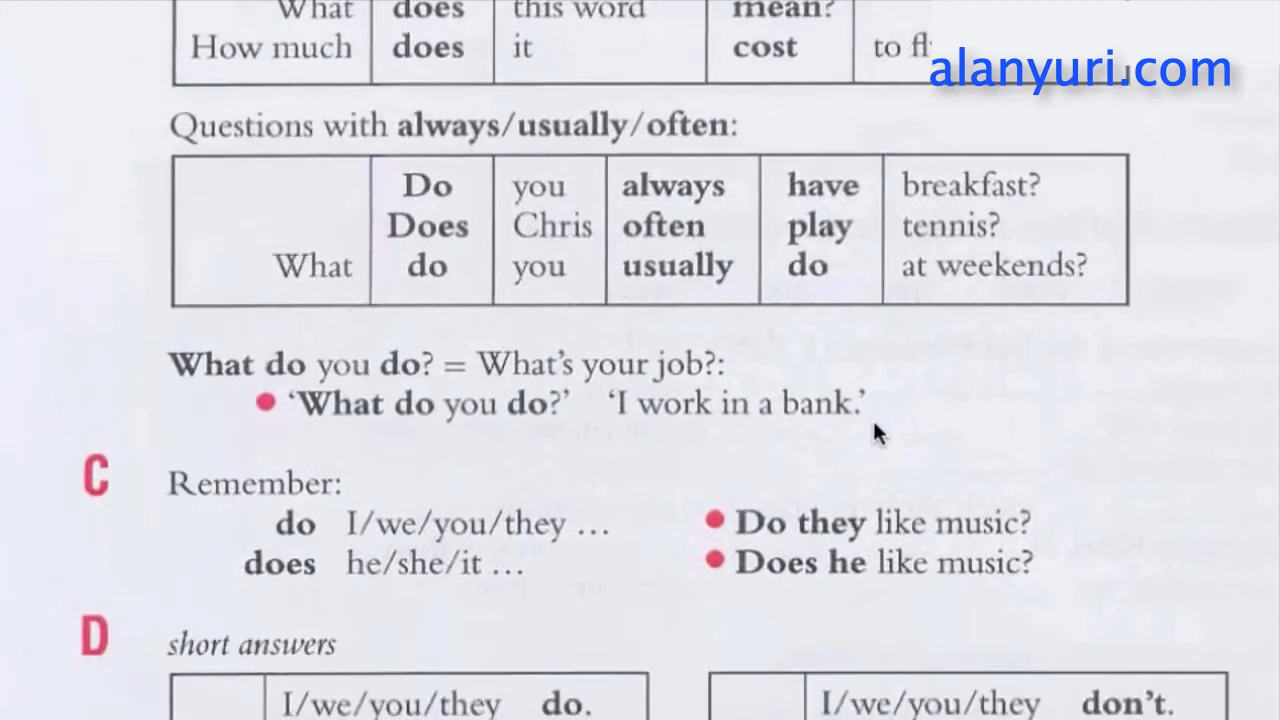 What does this word mean?
How much does it cost to
alanyuri.com
Questions with always/usually/often:
Do you always have breakfast?
Does Chris often play tennis?
What do you usually do at weekends?
What do you do? = What's your job?:
● 'What do you do?' 'I work in a bank.'
C Remember:
do I/we/you/they … ● Do they like music?
does he/she/it … ● Does he like music?
D short answers
I/we/you/they do. I/we/you/they don't.